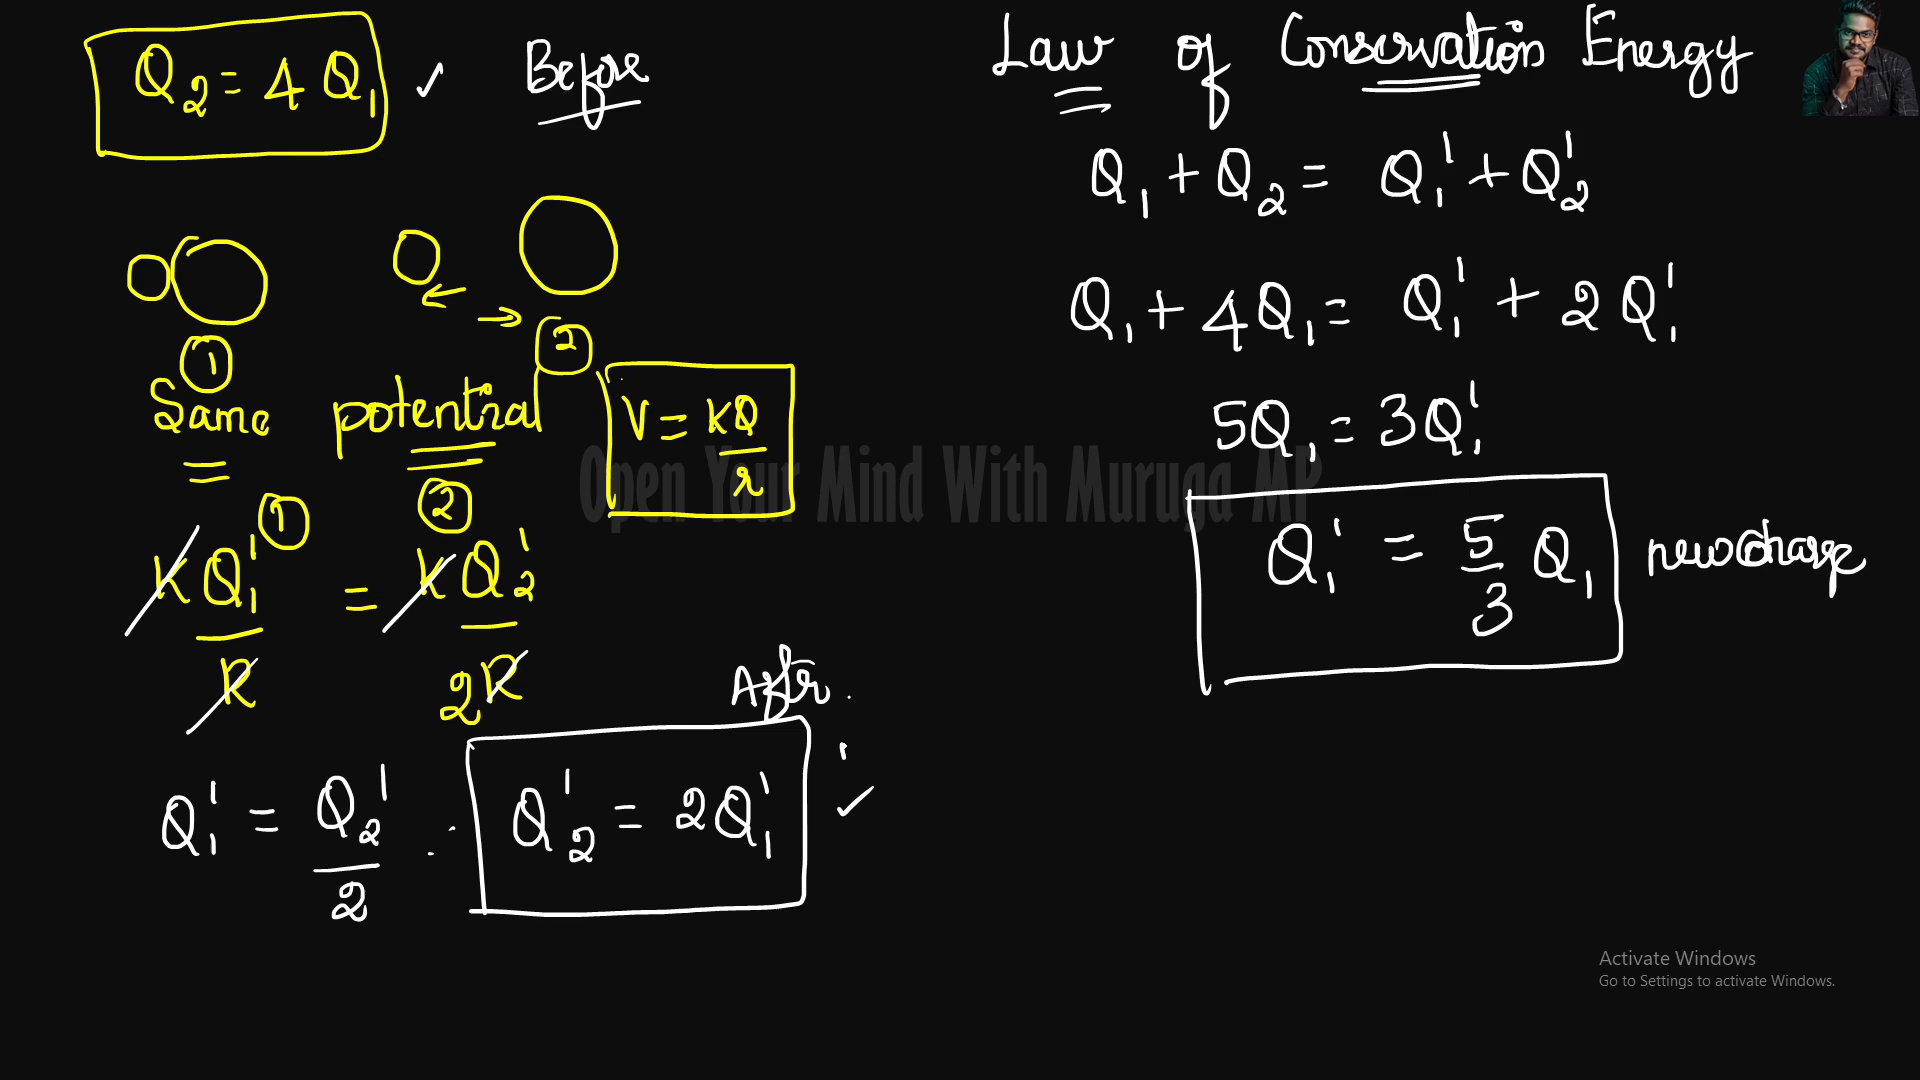 Q₂ = 4 Q₁ ✓ Before
① ②
Same potential
V = KQ/r
① ②
KQ₁'/R = KQ₂'/2R
After.
Q₁' = Q₂'/2 Q₂' = 2Q₁' ✓
Law of Conservation Energy
Q₁ + Q₂ = Q₁' + Q₂'
Q₁ + 4Q₁ = Q₁' + 2Q₁'
5Q₁ = 3Q₁'
Q₁' = 5/3 Q₁ new charge
Open Your Mind With Muruga MP
Activate Windows
Go to Settings to activate Windows.